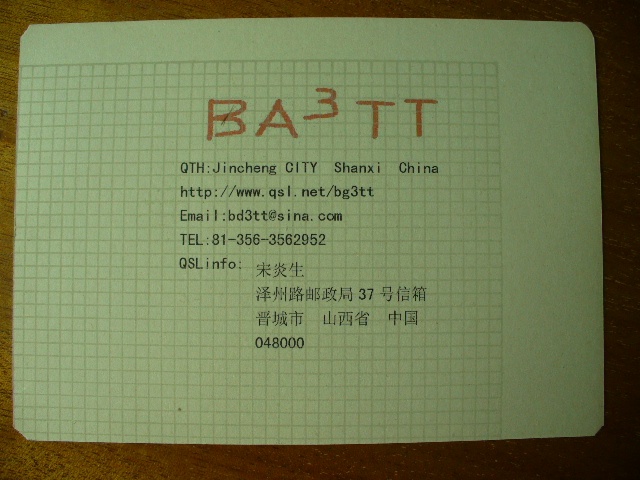 BA3TT
QTH:Jincheng CITY Shanxi China
http://www.qsl.net/bg3tt
Email:bd3tt@sina.com
TEL:81-356-3562952
QSLinfo: 宋炎生
泽州路邮政局 37 号信箱
晋城市 山西省 中国
048000